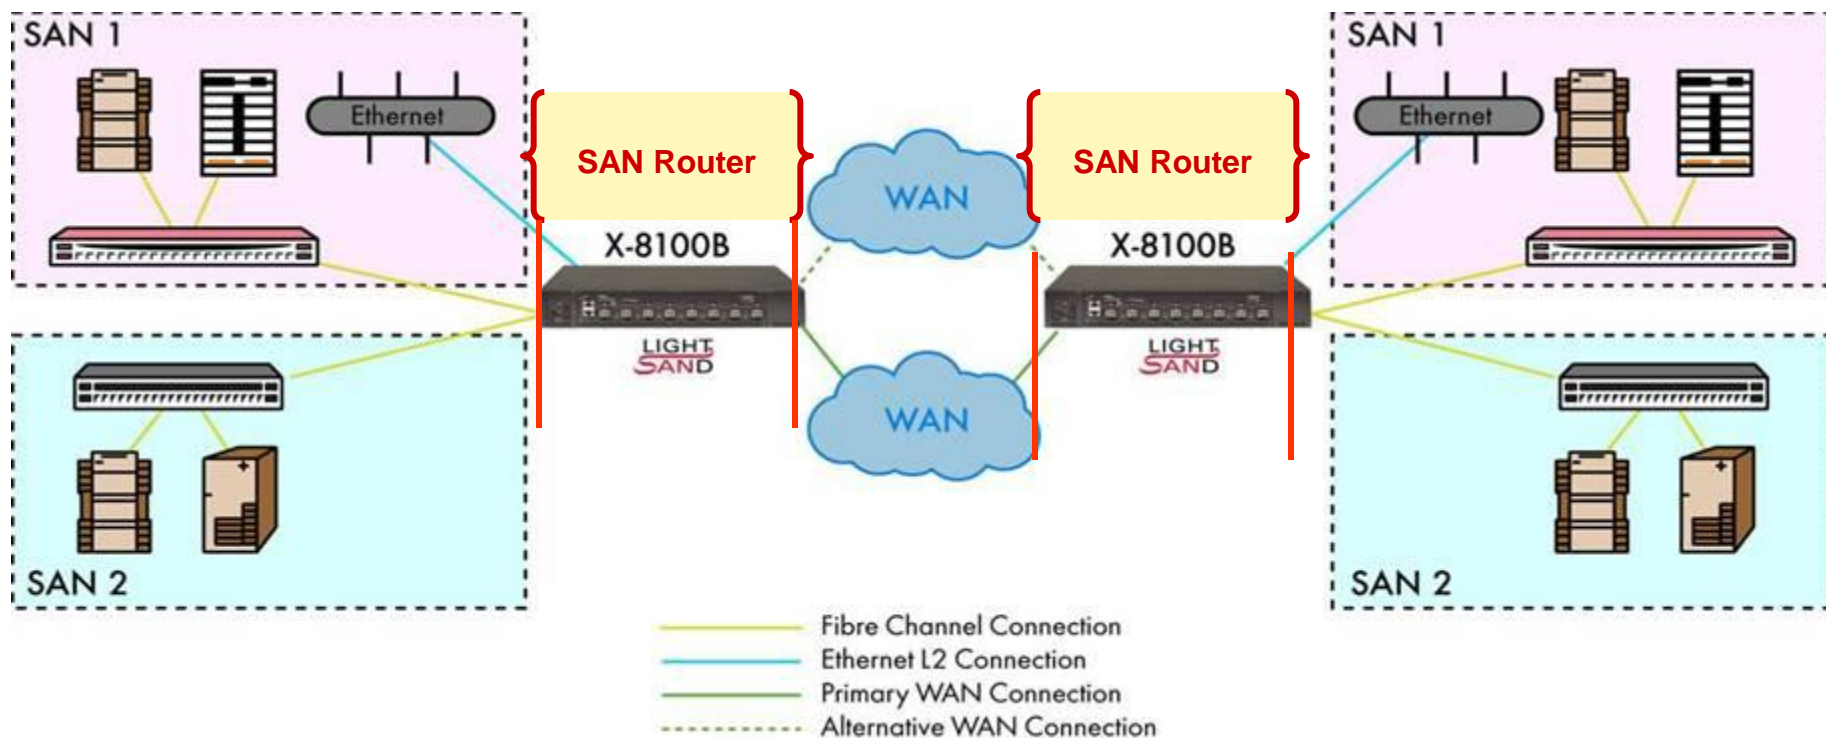 SAN 1
Ethernet
SAN Router
WAN
SAN Router
SAN 1
Ethernet
X-8100B
X-8100B
LIGHT
SAND
LIGHT
SAND
WAN
SAN 2
SAN 2
Fibre Channel Connection
Ethernet L2 Connection
Primary WAN Connection
Alternative WAN Connection